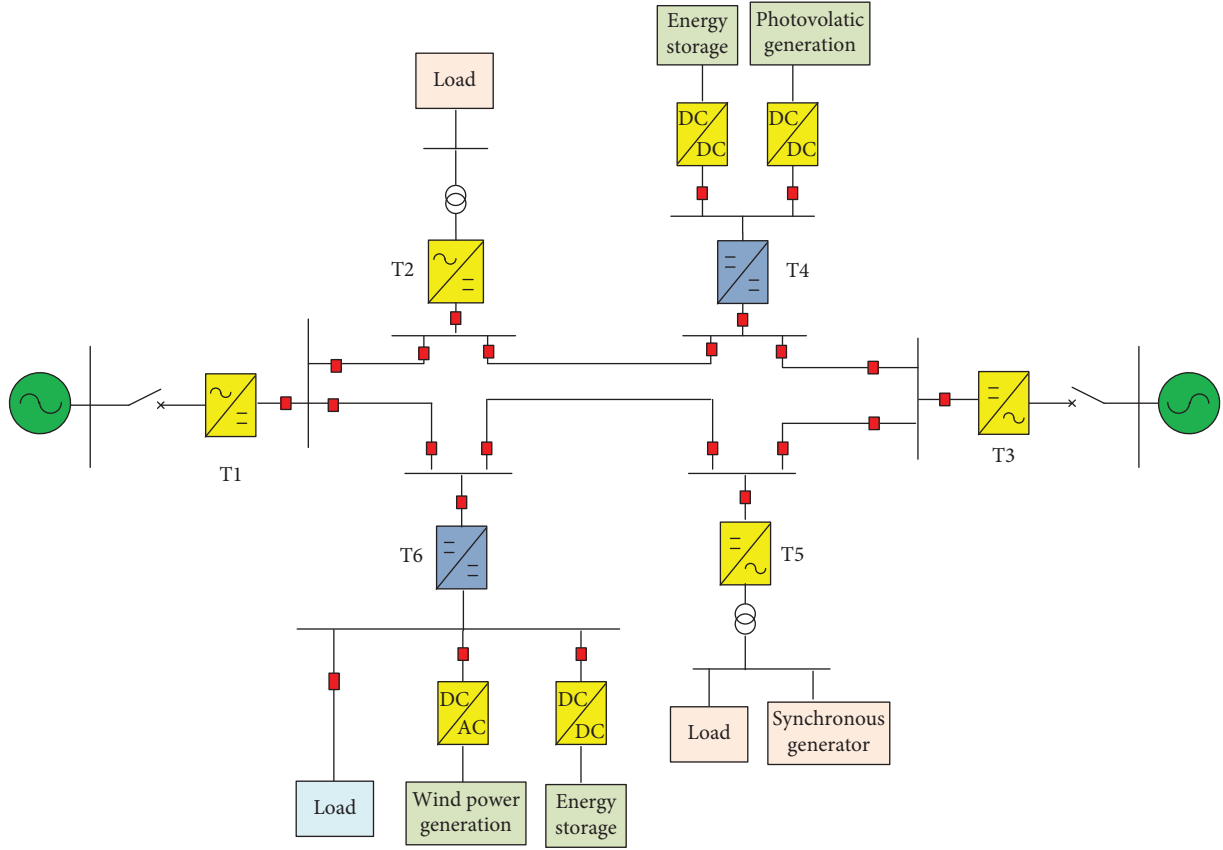 Energy
storage
Photovolatic
generation
Load
DC
DC
DC
DC
T2
T4
T1
T3
T6
T5
DC
AC
DC
DC
Load
Synchronous
generator
Load
Wind power
generation
Energy
storage